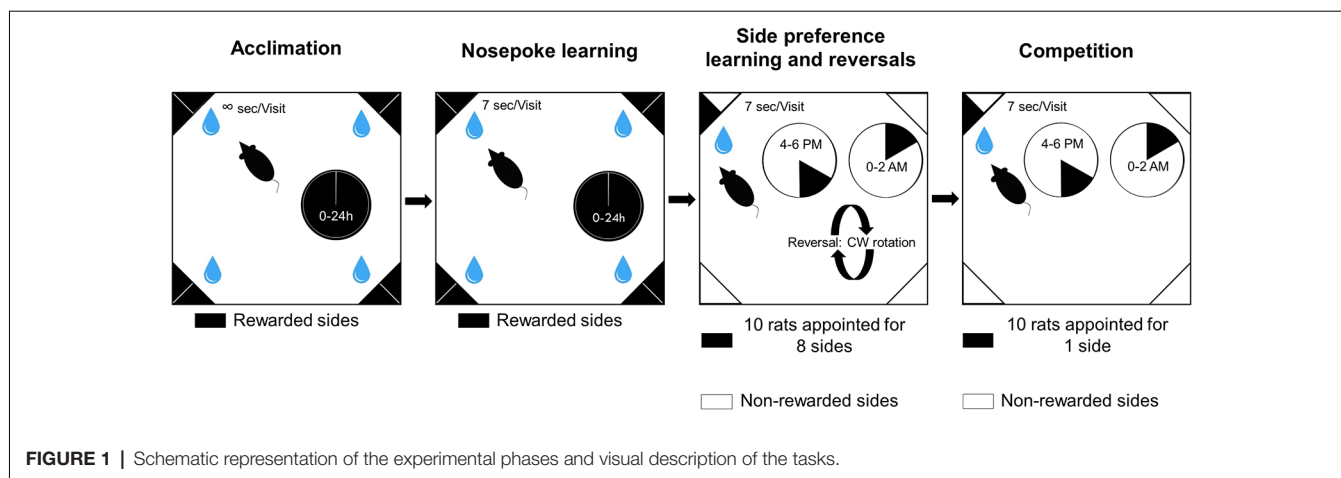 Acclimation
∞ sec/Visit
0-24h
Rewarded sides
Nosepoke learning
7 sec/Visit
0-24h
Rewarded sides
Side preference
learning and reversals
7 sec/Visit
4-6 PM
0-2 AM
Reversal: CW rotation
10 rats appointed for
8 sides
Non-rewarded sides
Competition
7 sec/Visit
4-6 PM
0-2 AM
10 rats appointed for
1 side
Non-rewarded sides
FIGURE 1 | Schematic representation of the experimental phases and visual description of the tasks.